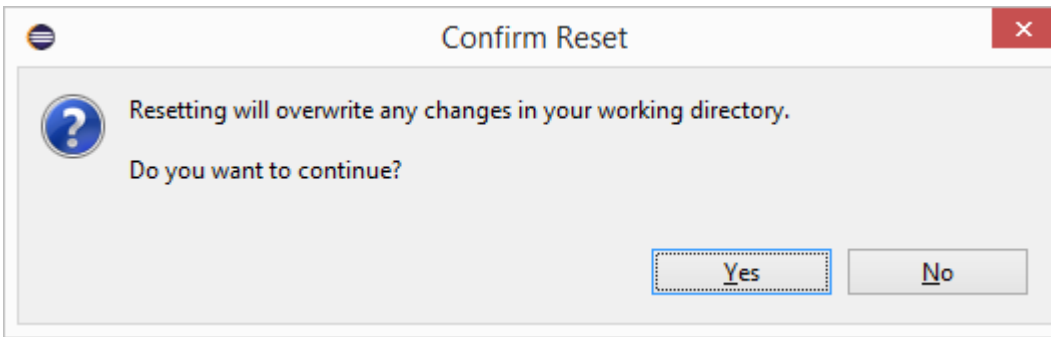 Confirm Reset
Resetting will overwrite any changes in your working directory.
Do you want to continue?
Yes
No